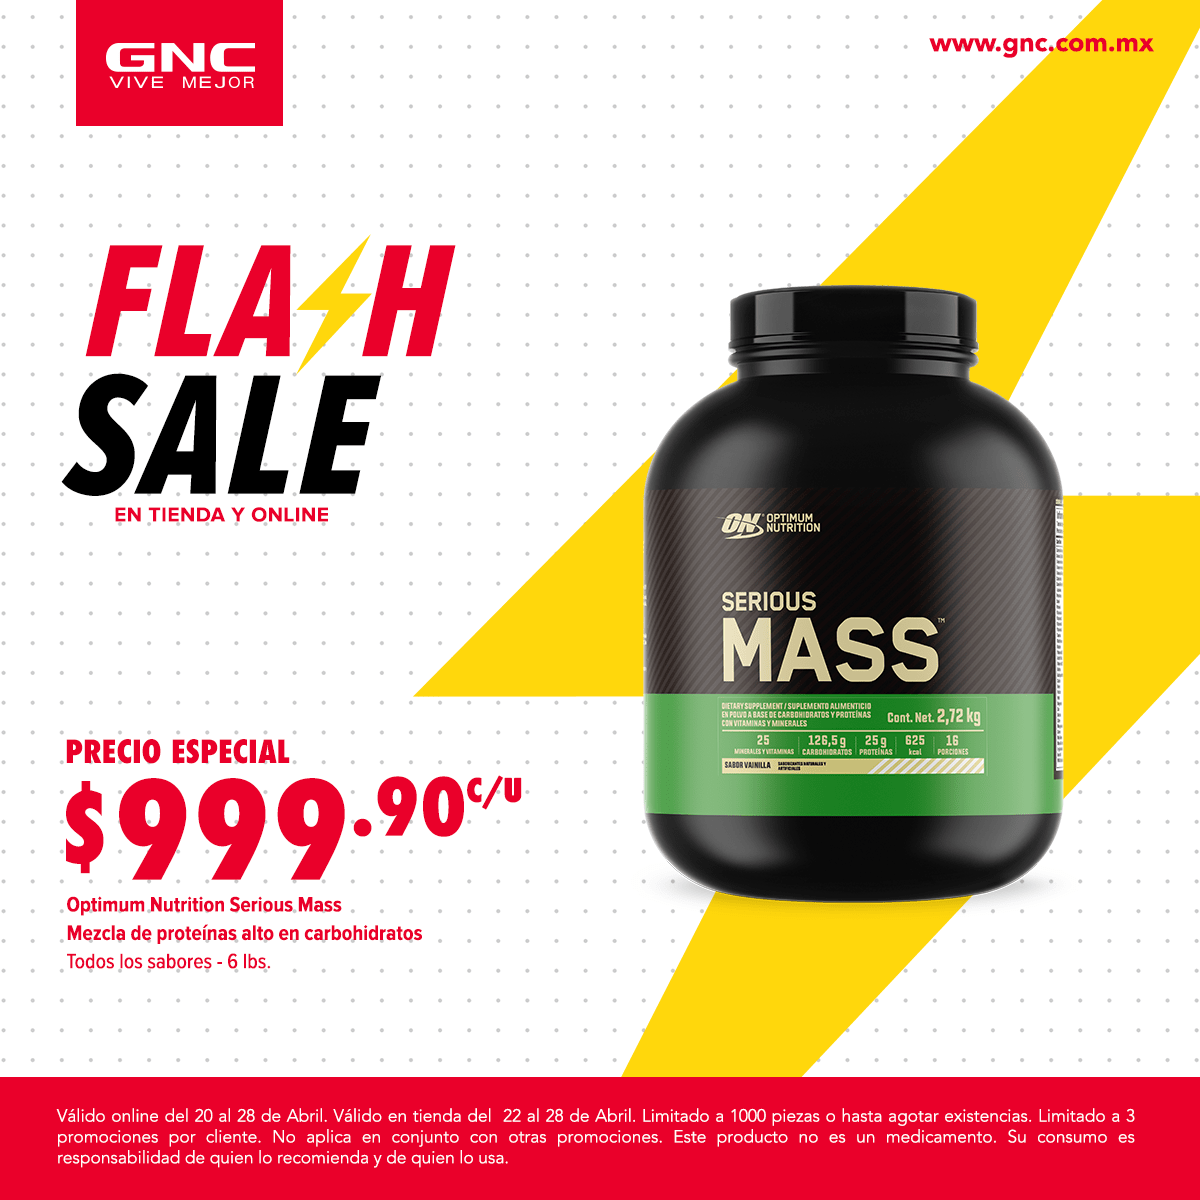 GNC
VIVE MEJOR
www.gnc.com.mx
FLASH
SALE
EN TIENDA Y ONLINE
ON OPTIMUM
NUTRITION
SERIOUS
MASS™
DIETARY SUPPLEMENT / SUPLEMENTO ALIMENTICIO
EN POLVO A BASE DE CARBOHIDRATOS Y PROTEÍNAS
CON VITAMINAS Y MINERALES
Cont. Net. 2,72 kg
25 126,5 g 25 g 625 16
MINERALES Y VITAMINAS CARBOHIDRATOS PROTEÍNAS kcal PORCIONES
SABOR VAINILLA SABORIZANTES NATURALES Y
ARTIFICIALES
PRECIO ESPECIAL
$999.90 c/u
Optimum Nutrition Serious Mass
Mezcla de proteínas alto en carbohidratos
Todos los sabores - 6 lbs.
Válido online del 20 al 28 de Abril. Válido en tienda del 22 al 28 de Abril. Limitado a 1000 piezas o hasta agotar existencias. Limitado a 3
promociones por cliente. No aplica en conjunto con otras promociones. Este producto no es un medicamento. Su consumo es
responsabilidad de quien lo recomienda y de quien lo usa.